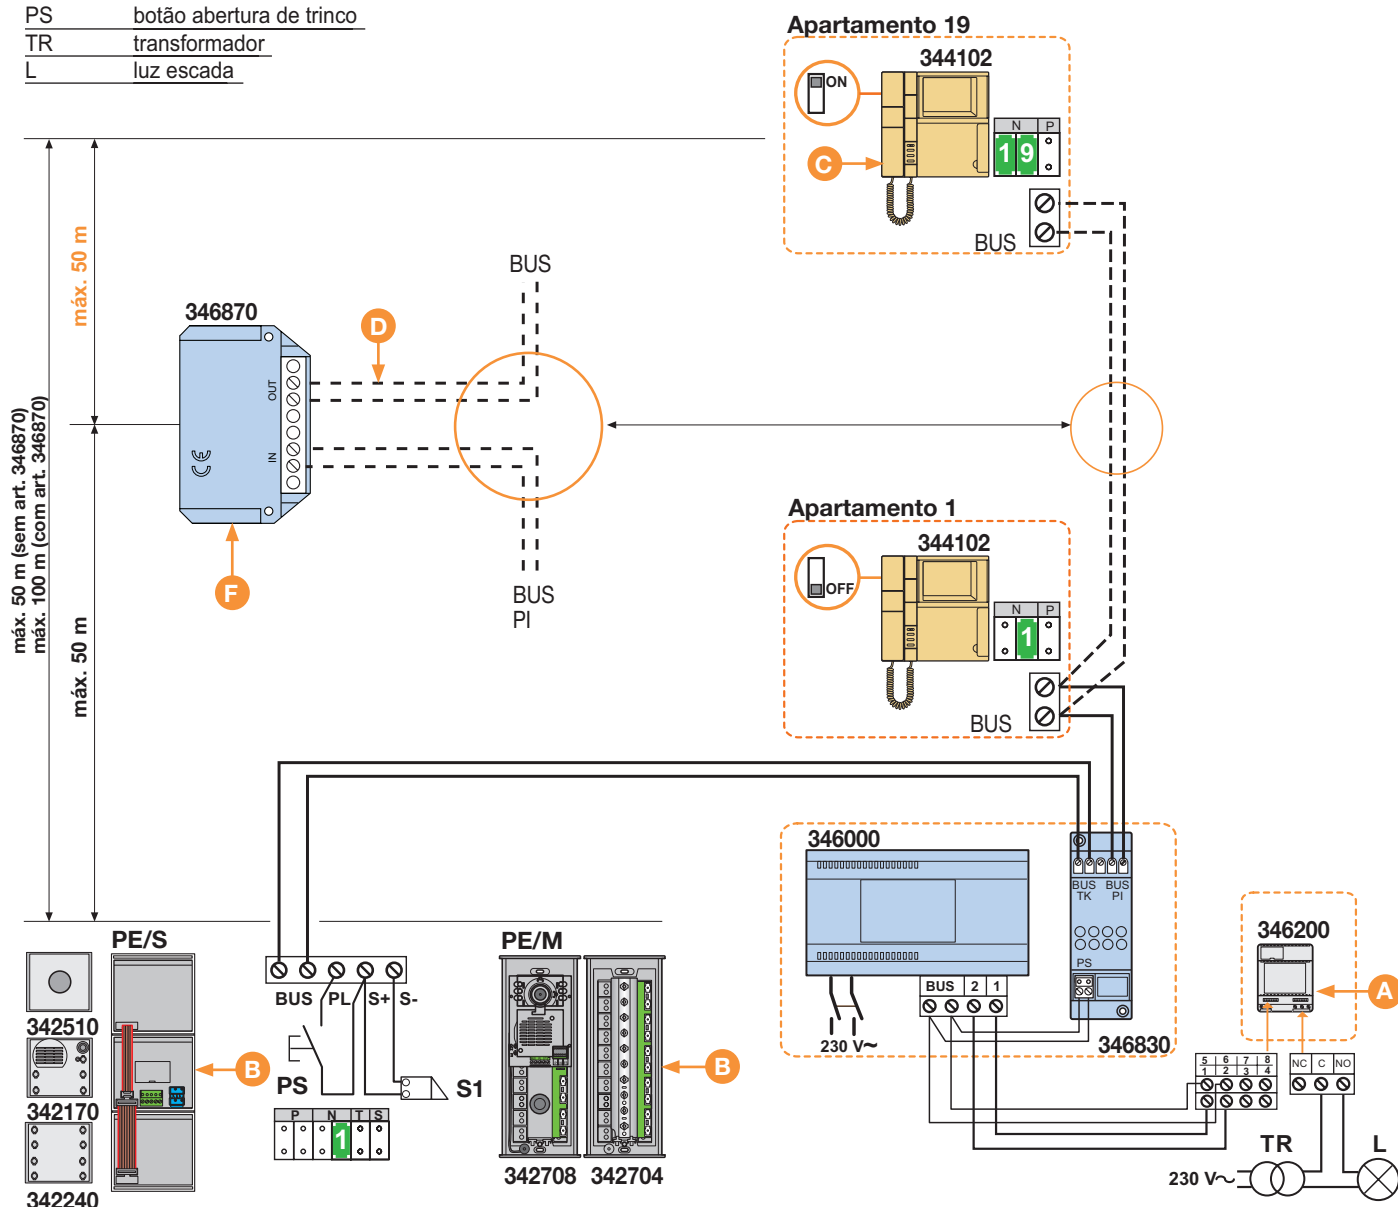 PS botão abertura de trinco
TR transformador
L luz escada
Apartamento 19
344102
ON
N P
1 9
C
BUS
máx. 50 m
346870
OUT
IN
CE
D
BUS
F
BUS
PI
máx. 50 m (sem art. 346870)
máx. 100 m (com art. 346870)
máx. 50 m
Apartamento 1
344102
OFF
N P
1
BUS
346000
BUS BUS
TK PI
PS
BUS 2 1
230 V~
346830
346200
A
5 6 7 8
1 2 3 4
NC C NO
TR L
230 V~
PE/S
342510
342170
342240
B
BUS PL S+ S-
PS
S1
P N T S
1
PE/M
B
342708 342704